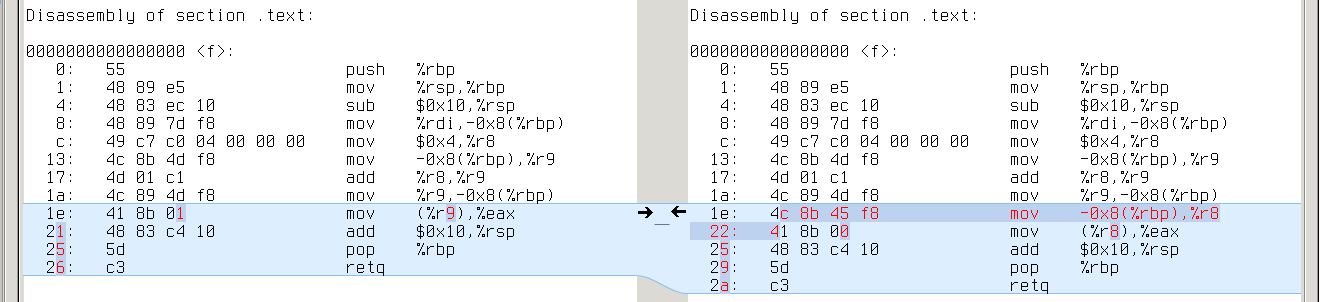 Disassembly of section .text:
0000000000000000 <f>:
0: 55 push %rbp
1: 48 89 e5 mov %rsp,%rbp
4: 48 83 ec 10 sub $0x10,%rsp
8: 48 89 7d f8 mov %rdi,-0x8(%rbp)
c: 49 c7 c0 04 00 00 00 mov $0x4,%r8
13: 4c 8b 4d f8 mov -0x8(%rbp),%r9
17: 4d 01 c1 add %r8,%r9
1a: 4c 89 4d f8 mov %r9,-0x8(%rbp)
1e: 41 8b 01 mov (%r9),%eax
21: 48 83 c4 10 add $0x10,%rsp
25: 5d pop %rbp
26: c3 retq
Disassembly of section .text:
0000000000000000 <f>:
0: 55 push %rbp
1: 48 89 e5 mov %rsp,%rbp
4: 48 83 ec 10 sub $0x10,%rsp
8: 48 89 7d f8 mov %rdi,-0x8(%rbp)
c: 49 c7 c0 04 00 00 00 mov $0x4,%r8
13: 4c 8b 4d f8 mov -0x8(%rbp),%r9
17: 4d 01 c1 add %r8,%r9
1a: 4c 89 4d f8 mov %r9,-0x8(%rbp)
1e: 4c 8b 45 f8 mov -0x8(%rbp),%r8
22: 41 8b 00 mov (%r8),%eax
25: 48 83 c4 10 add $0x10,%rsp
29: 5d pop %rbp
2a: c3 retq